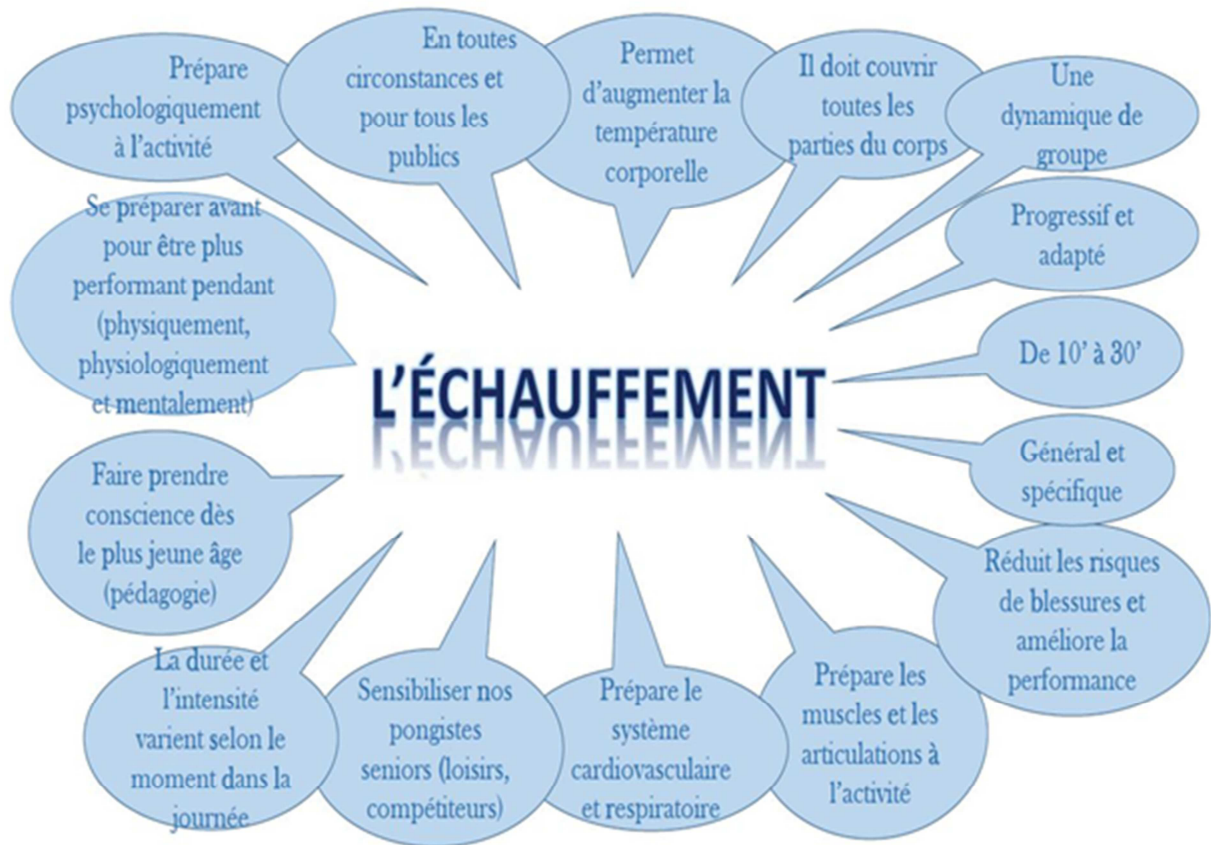 Prépare
psychologiquement
à l’activité
En toutes
circonstances et
pour tous les
publics
Permet
d’augmenter la
température
corporelle
Il doit couvrir
toutes les
parties du corps
Une
dynamique de
groupe
Se préparer avant
pour être plus
performant pendant
(physiquement,
physiologiquement
et mentalement)
Progressif et
adapté
De 10’ à 30’
L’ÉCHAUFFEMENT
Général et
spécifique
Faire prendre
conscience dès
le plus jeune âge
(pédagogie)
Réduit les risques
de blessures et
améliore la
performance
La durée et
l’intensité
varient selon le
moment dans la
journée
Sensibiliser nos
pongistes
seniors (loisirs,
compétiteurs)
Prépare le
système
cardiovasculaire
et respiratoire
Prépare les
muscles et les
articulations à
l’activité